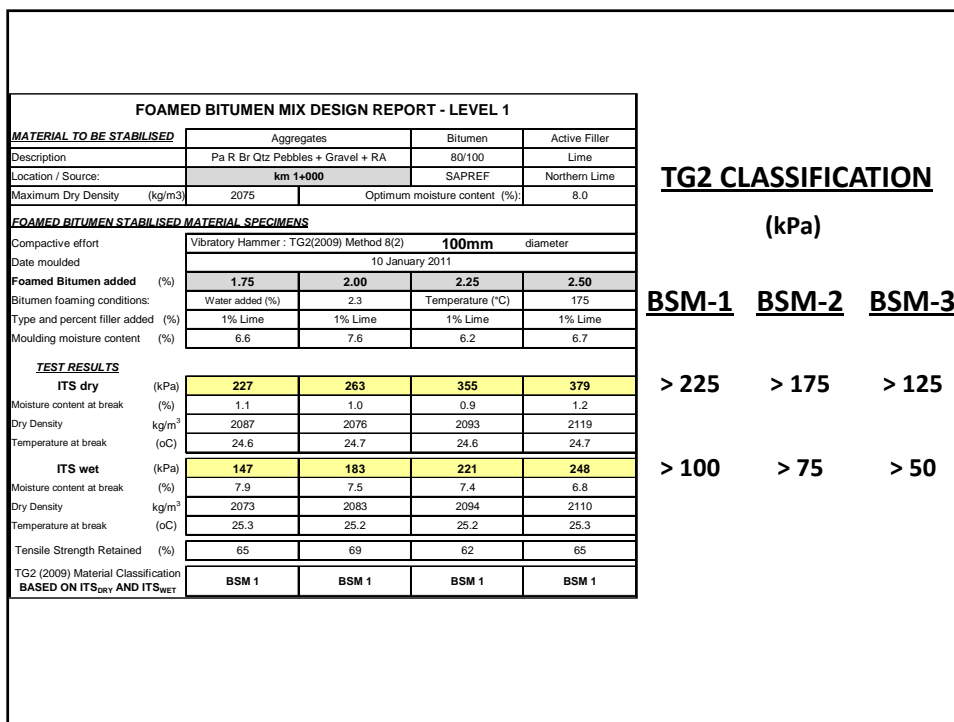 FOAMED BITUMEN MIX DESIGN REPORT - LEVEL 1
MATERIAL TO BE STABILISED Aggregates Bitumen Active Filler
Description Pa R Br Qtz Pebbles + Gravel + RA 80/100 Lime
Location / Source: km 1+000 SAPREF Northern Lime
Maximum Dry Density (kg/m3) 2075 Optimum moisture content (%): 8.0
FOAMED BITUMEN STABILISED MATERIAL SPECIMENS
Compactive effort Vibratory Hammer : TG2(2009) Method 8(2) 100mm diameter
Date moulded 10 January 2011
Foamed Bitumen added (%) 1.75 2.00 2.25 2.50
Bitumen foaming conditions: Water added (%) 2.3 Temperature (°C) 175
Type and percent filler added (%) 1% Lime 1% Lime 1% Lime 1% Lime
Moulding moisture content (%) 6.6 7.6 6.2 6.7
TEST RESULTS
ITS dry (kPa) 227 263 355 379
Moisture content at break (%) 1.1 1.0 0.9 1.2
Dry Density kg/m³ 2087 2076 2093 2119
Temperature at break (oC) 24.6 24.7 24.6 24.7
ITS wet (kPa) 147 183 221 248
Moisture content at break (%) 7.9 7.5 7.4 6.8
Dry Density kg/m³ 2073 2083 2094 2110
Temperature at break (oC) 25.3 25.2 25.2 25.3
Tensile Strength Retained (%) 65 69 62 65
TG2 (2009) Material Classification
BASED ON ITSDRY AND ITSWET BSM 1 BSM 1 BSM 1 BSM 1
TG2 CLASSIFICATION
(kPa)
BSM-1 BSM-2 BSM-3
> 225 > 175 > 125
> 100 > 75 > 50